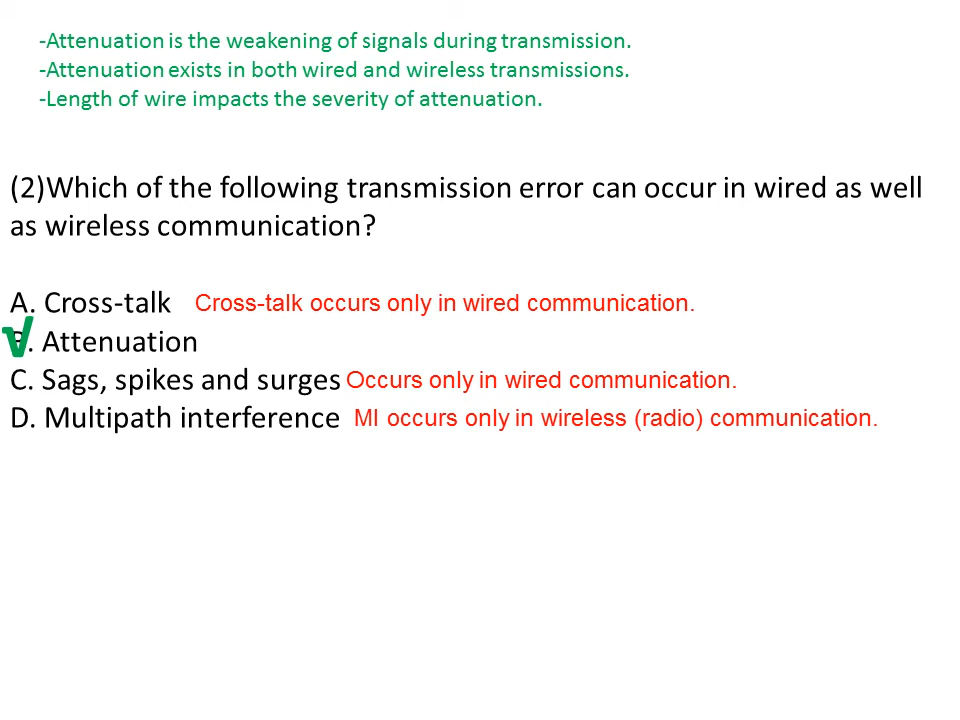 -Attenuation is the weakening of signals during transmission.
-Attenuation exists in both wired and wireless transmissions.
-Length of wire impacts the severity of attenuation.
(2)Which of the following transmission error can occur in wired as well
as wireless communication?
A. Cross-talk Cross-talk occurs only in wired communication.
√B. Attenuation
C. Sags, spikes and surges Occurs only in wired communication.
D. Multipath interference MI occurs only in wireless (radio) communication.